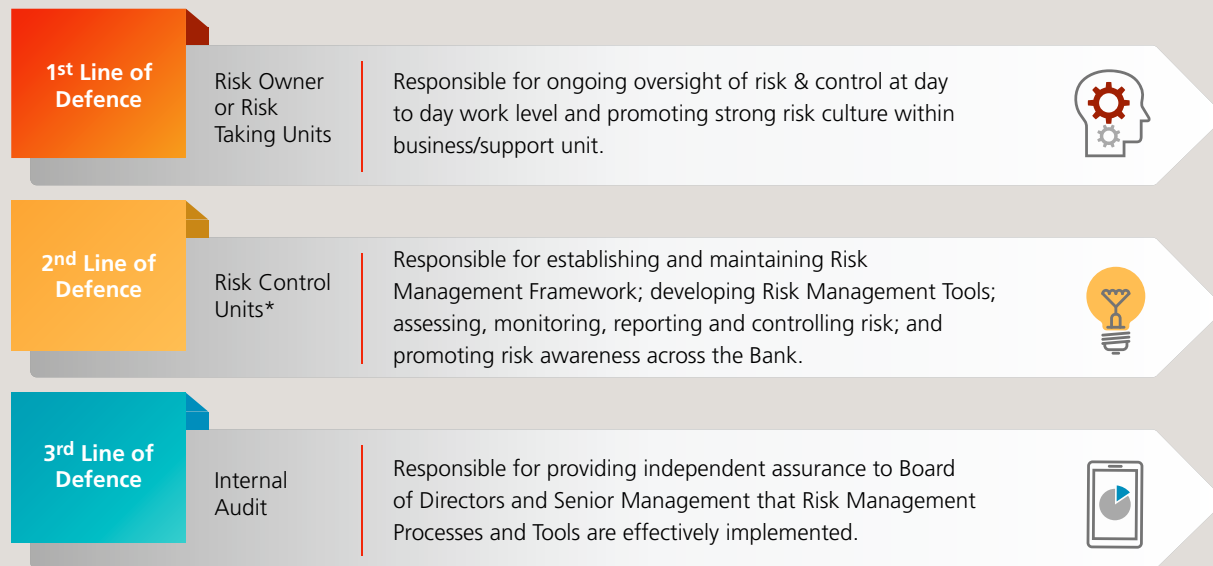 1st Line of
Defence
Risk Owner
or Risk
Taking Units
Responsible for ongoing oversight of risk & control at day
to day work level and promoting strong risk culture within
business/support unit.
2nd Line of
Defence
Risk Control
Units*
Responsible for establishing and maintaining Risk
Management Framework; developing Risk Management Tools;
assessing, monitoring, reporting and controlling risk; and
promoting risk awareness across the Bank.
3rd Line of
Defence
Internal
Audit
Responsible for providing independent assurance to Board
of Directors and Senior Management that Risk Management
Processes and Tools are effectively implemented.